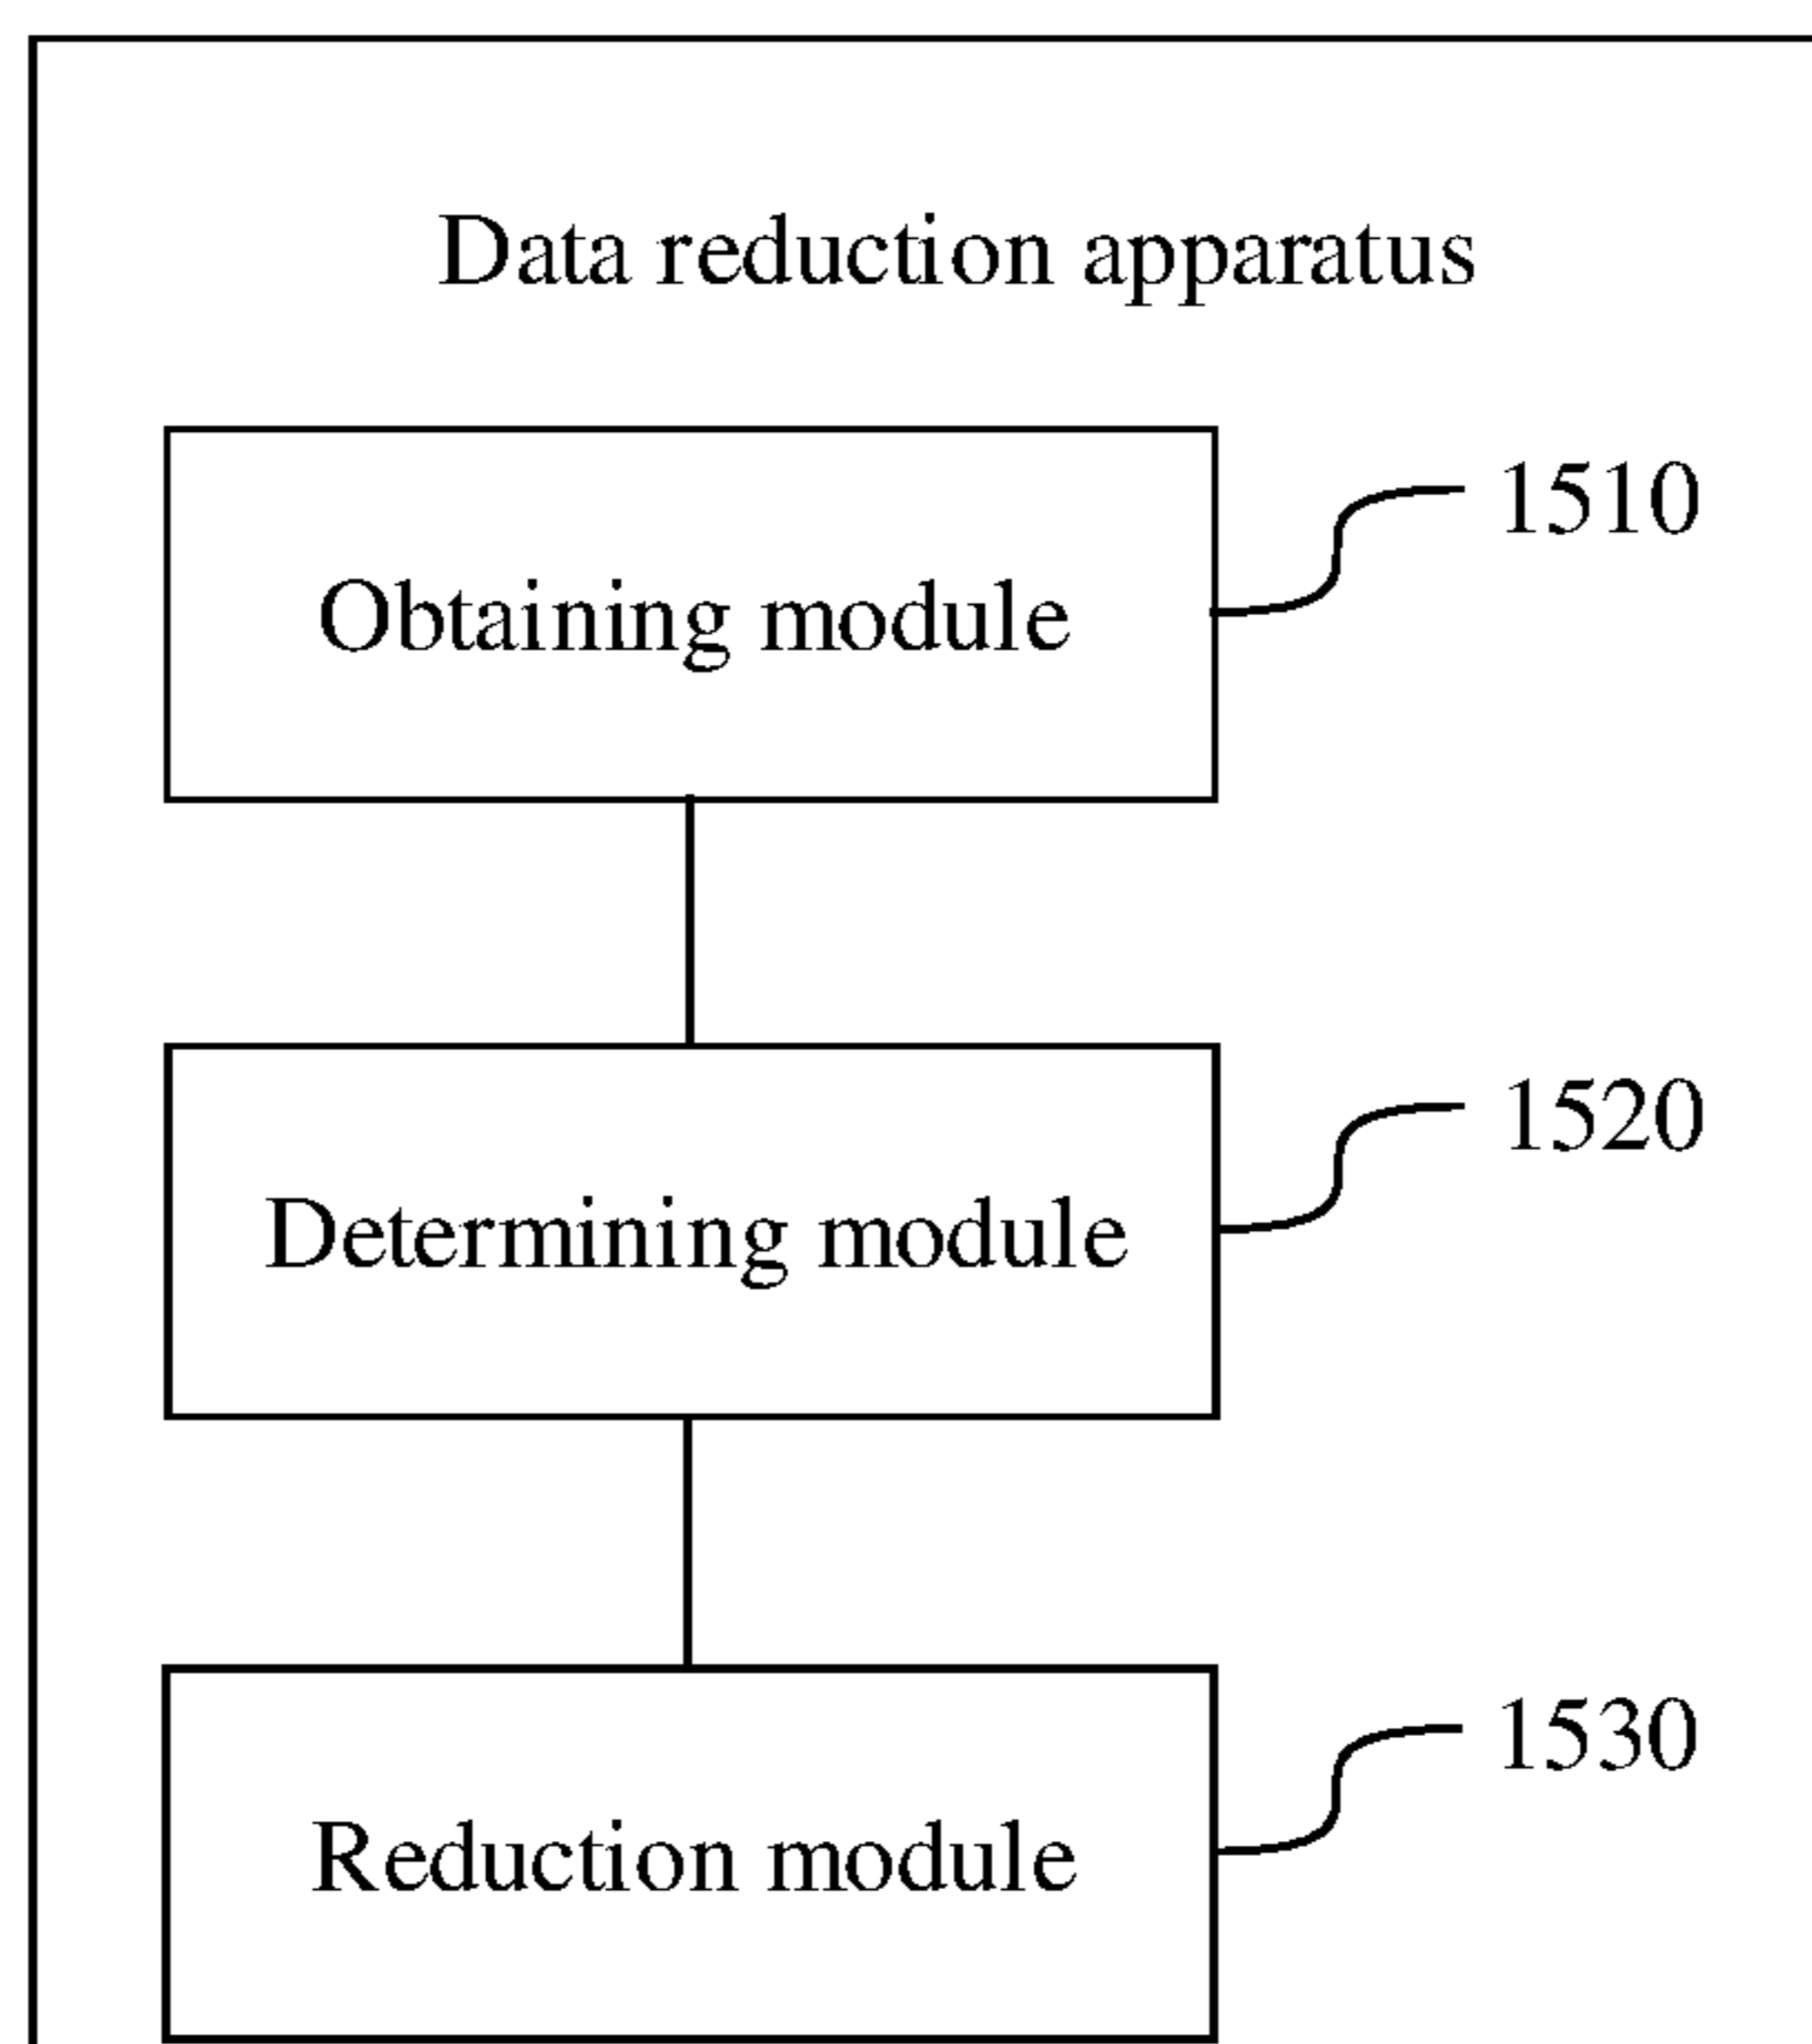 Data reduction apparatus
1510
Obtaining module
1520
Determining module
1530
Reduction module